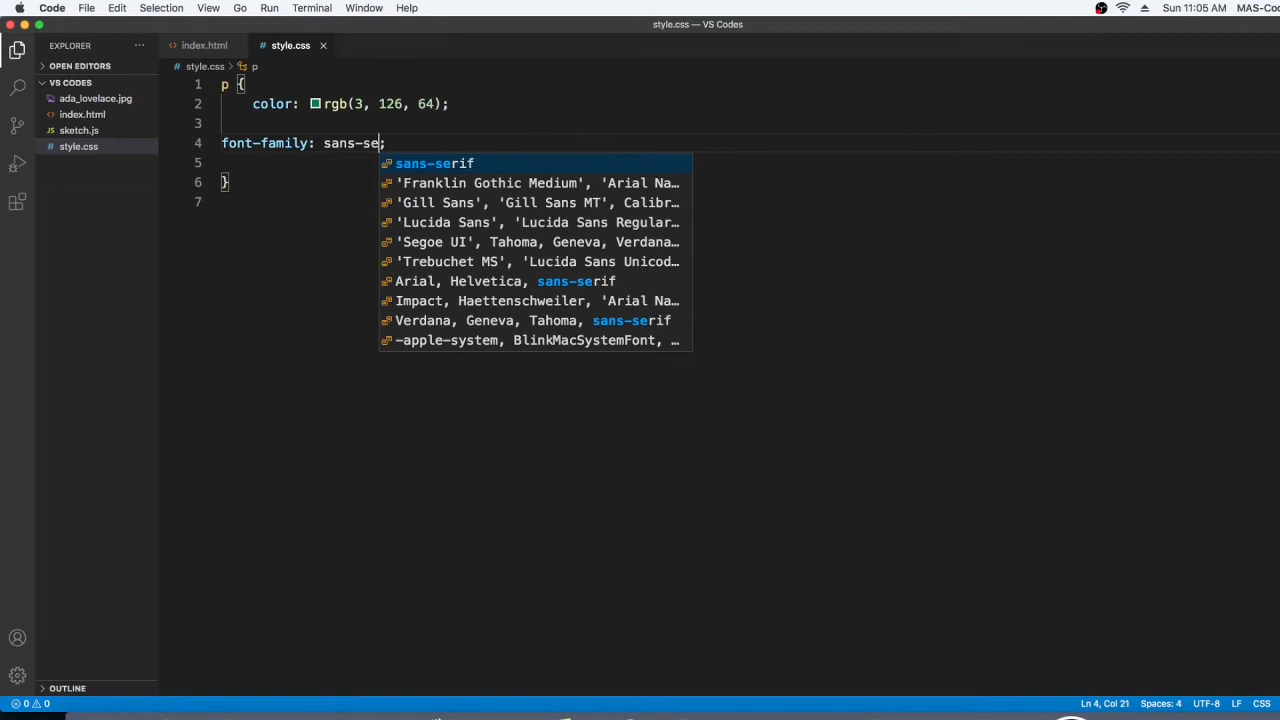 Code File Edit Selection View Go Run Terminal Window Help Sun 11:05 AM MAS-Co
style.css — VS Codes
EXPLORER ... index.html style.css
OPEN EDITORS
style.css > p
VS CODES
ada_lovelace.jpg
index.html
sketch.js
style.css
1 p {
2 color: rgb(3, 126, 64);
3
4 font-family: sans-se;
5
6 }
7
sans-serif
'Franklin Gothic Medium', 'Arial Na…
'Gill Sans', 'Gill Sans MT', Calibr…
'Lucida Sans', 'Lucida Sans Regular…
'Segoe UI', Tahoma, Geneva, Verdana…
'Trebuchet MS', 'Lucida Sans Unicod…
Arial, Helvetica, sans-serif
Impact, Haettenschweiler, 'Arial Na…
Verdana, Geneva, Tahoma, sans-serif
-apple-system, BlinkMacSystemFont, …
OUTLINE
0 0 Ln 4, Col 21 Spaces: 4 UTF-8 LF CSS